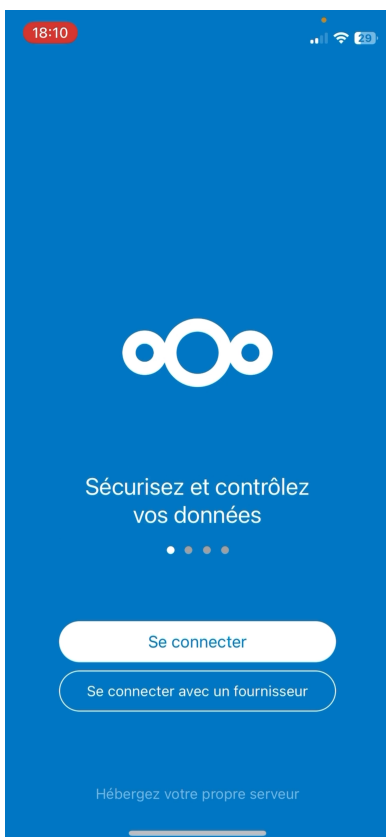 18:10
29
Sécurisez et contrôlez
vos données
Se connecter
Se connecter avec un fournisseur
Hébergez votre propre serveur